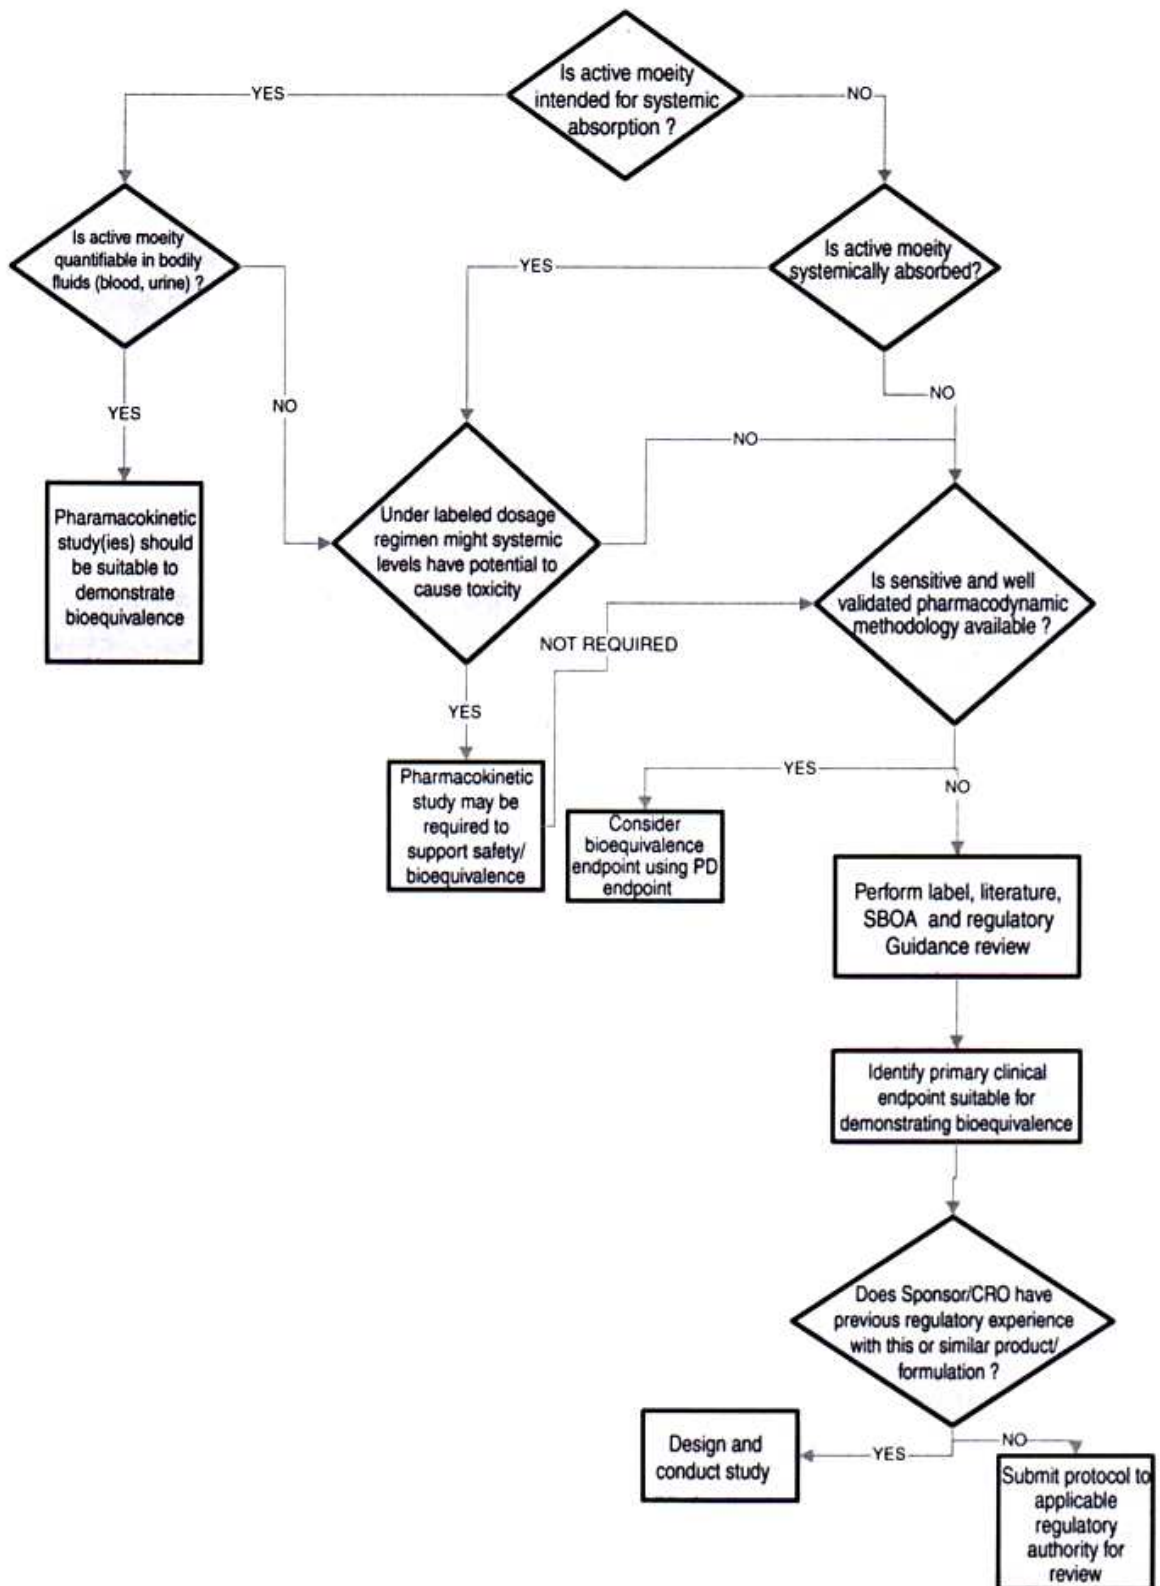 Is active moeity
intended for systemic
absorption ?
YES
NO
Is active moeity
quantifiable in bodily
fluids (blood, urine) ?
Is active moeity
systemically absorbed?
YES
NO
YES
NO
NO
Pharamacokinetic
study(ies) should
be suitable to
demonstrate
bioequivalence
Under labeled dosage
regimen might systemic
levels have potential to
cause toxicity
Is sensitive and well
validated pharmacodynamic
methodology available ?
NOT REQUIRED
YES
Pharmacokinetic
study may be
required to
support safety/
bioequivalence
YES
NO
Consider
bioequivalence
endpoint using PD
endpoint
Perform label, literature,
SBOA and regulatory
Guidance review
Identify primary clinical
endpoint suitable for
demonstrating bioequivalence
Does Sponsor/CRO have
previous regulatory experience
with this or similar product/
formulation ?
YES
NO
Design and
conduct study
Submit protocol to
applicable
regulatory
authority for
review